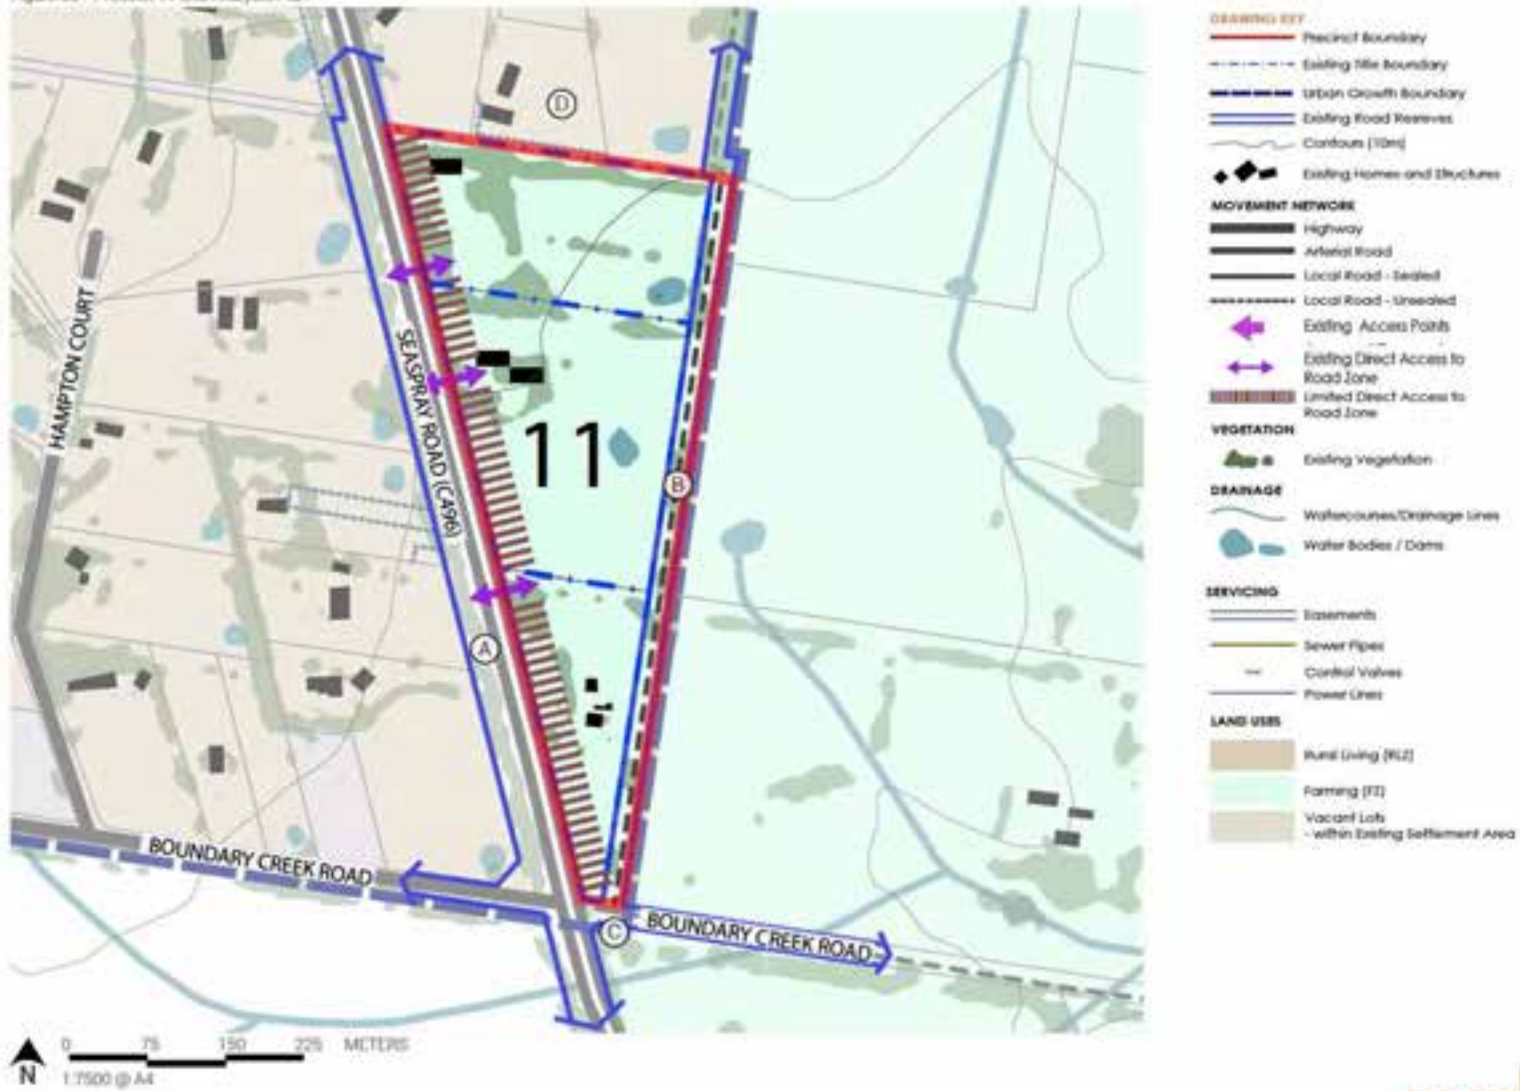 D
HAMPTON COURT
SEASPRAY ROAD (C496)
11
B
A
BOUNDARY CREEK ROAD
C
BOUNDARY CREEK ROAD
N
0 75 150 225 METERS
1:7500 @ A4
DRAWING KEY
Precinct Boundary
Existing Title Boundary
Urban Growth Boundary
Existing Road Resreves
Contours (10m)
Existing Homes and Structures
MOVEMENT NETWORK
Highway
Arterial Road
Local Road - Sealed
Local Road - Unsealed
Existing Access Points
Existing Direct Access to
Road Zone
Limited Direct Access to
Road Zone
VEGETATION
Existing Vegetation
DRAINAGE
Watercourses/Drainage Lines
Water Bodies / Dams
SERVICING
Easements
Sewer Pipes
Control Valves
Power Lines
LAND USES
Rural Living (RLZ)
Farming (FZ)
Vacant Lots
- within Existing Settlement Area